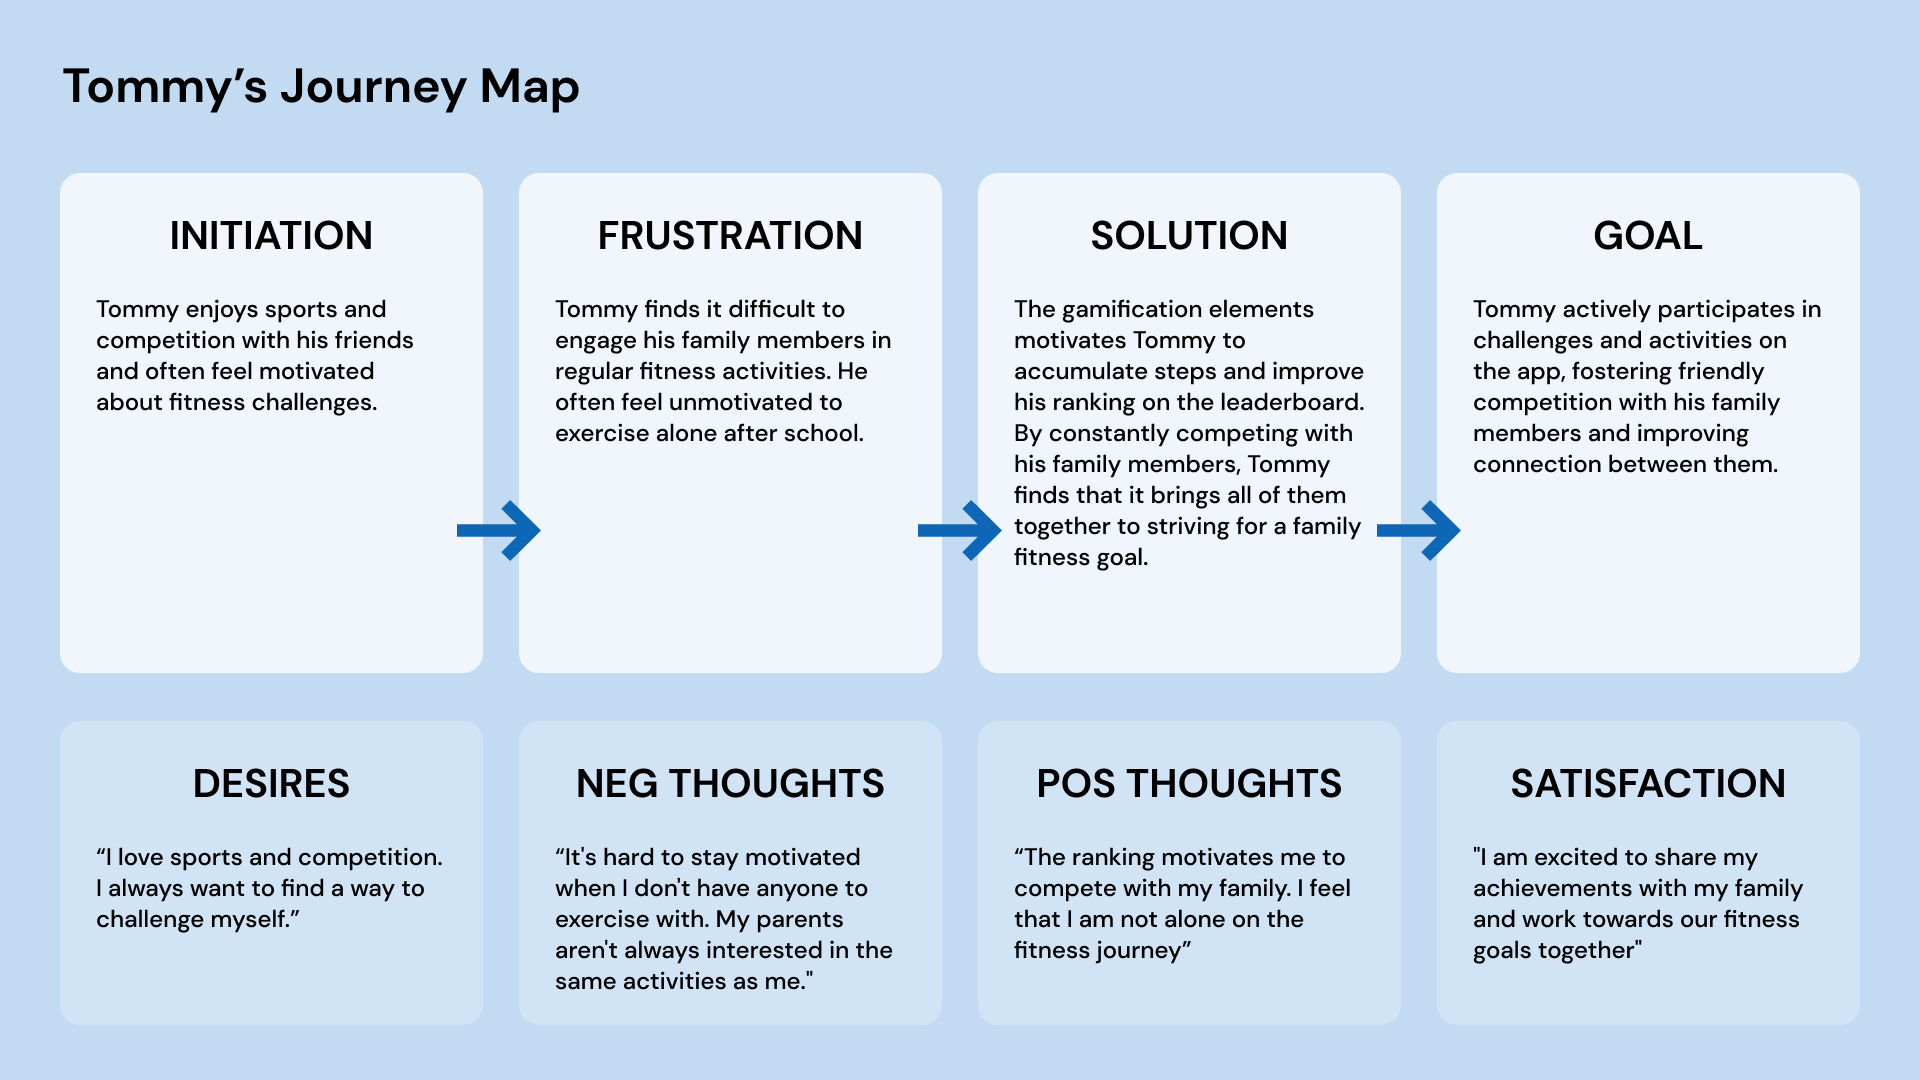 Tommy’s Journey Map
INITIATION
Tommy enjoys sports and
competition with his friends
and often feel motivated
about fitness challenges.
FRUSTRATION
Tommy finds it difficult to
engage his family members in
regular fitness activities. He
often feel unmotivated to
exercise alone after school.
SOLUTION
The gamification elements
motivates Tommy to
accumulate steps and improve
his ranking on the leaderboard.
By constantly competing with
his family members, Tommy
finds that it brings all of them
together to striving for a family
fitness goal.
GOAL
Tommy actively participates in
challenges and activities on
the app, fostering friendly
competition with his family
members and improving
connection between them.
DESIRES
“I love sports and competition.
I always want to find a way to
challenge myself.”
NEG THOUGHTS
“It's hard to stay motivated
when I don't have anyone to
exercise with. My parents
aren't always interested in the
same activities as me."
POS THOUGHTS
“The ranking motivates me to
compete with my family. I feel
that I am not alone on the
fitness journey”
SATISFACTION
"I am excited to share my
achievements with my family
and work towards our fitness
goals together"